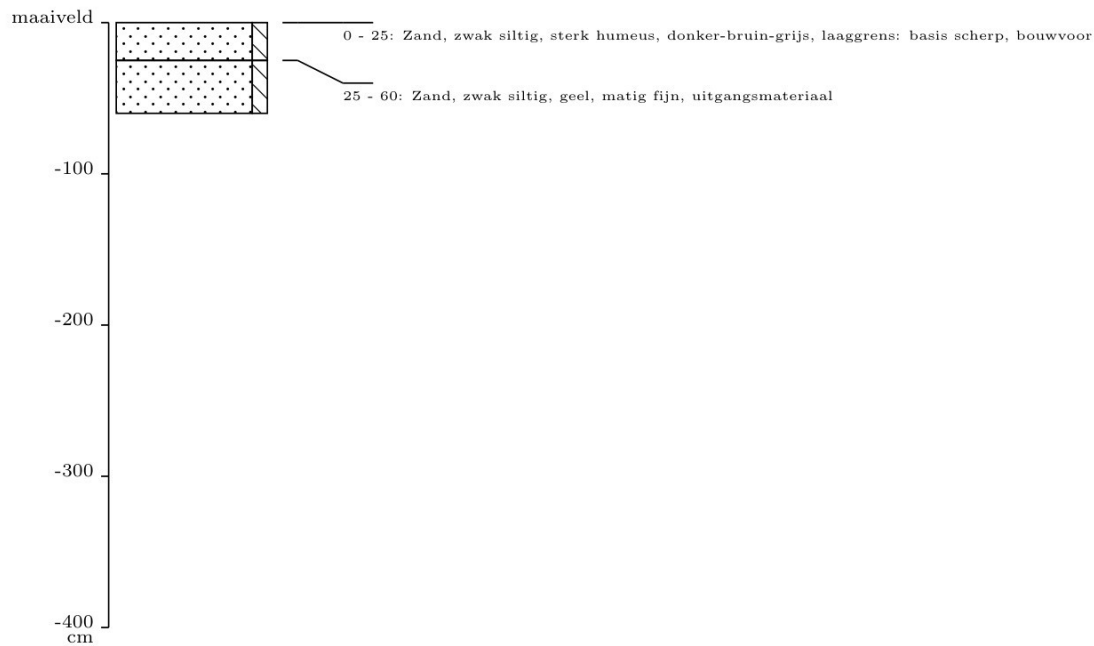 maaiveld
0 - 25: Zand, zwak siltig, sterk humeus, donker-bruin-grijs, laaggrens: basis scherp, bouwvoor
25 - 60: Zand, zwak siltig, geel, matig fijn, uitgangsmateriaal
-100
-200
-300
-400
cm